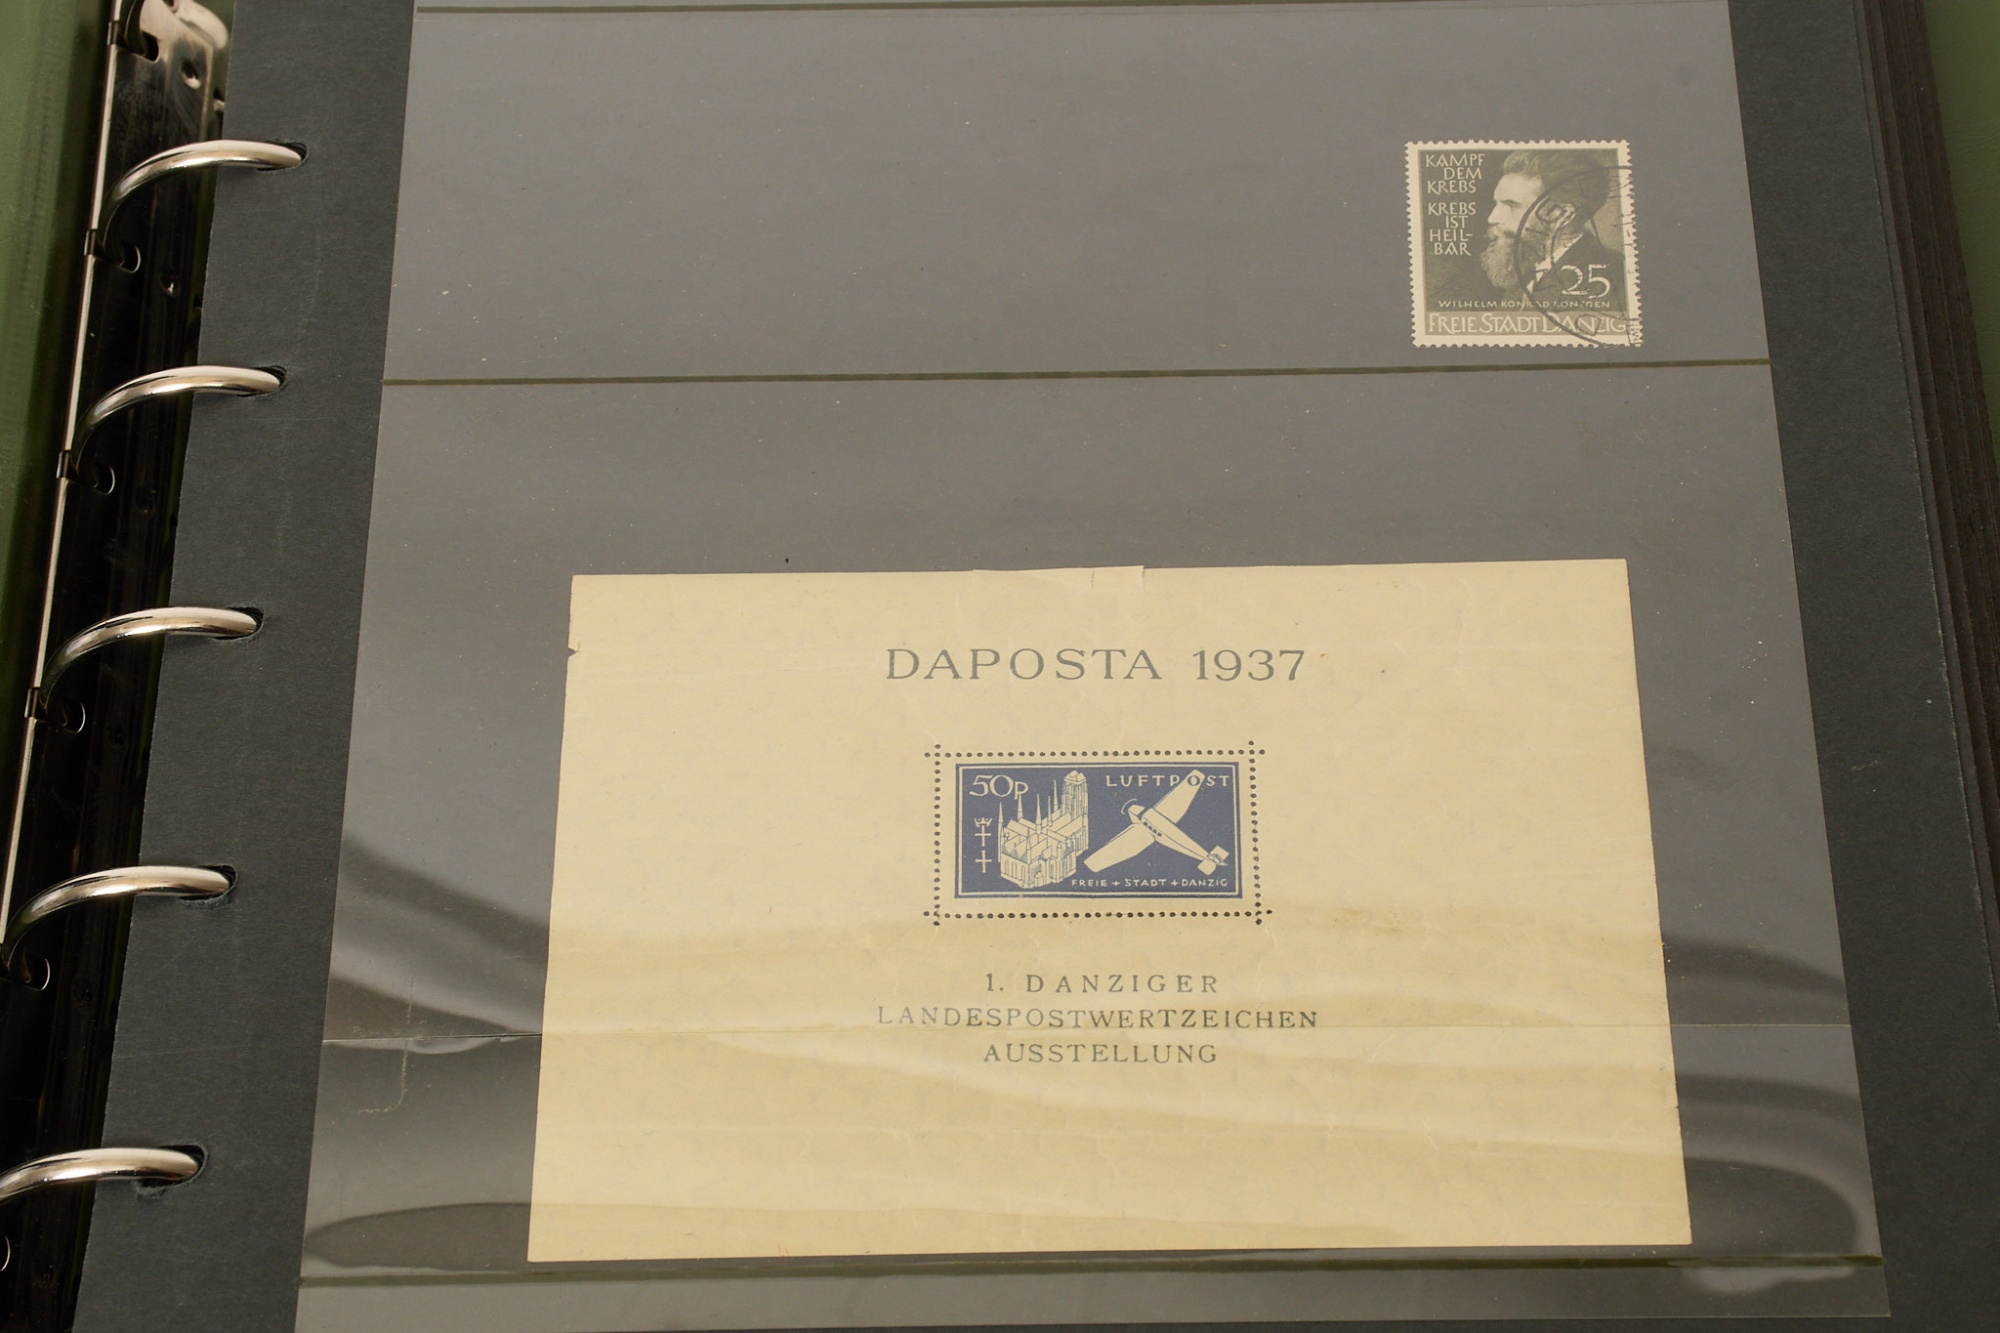 KAMPF
DEM
KREBS
KREBS
IST
HEIL-
BAR
25
WILHELM KONRAD RÖNTGEN
FREIE STADT DANZIG
DAPOSTA 1937
50P
LUFTPOST
FREIE + STADT + DANZIG
1. DANZIGER
LANDESPOSTWERTZEICHEN
AUSSTELLUNG